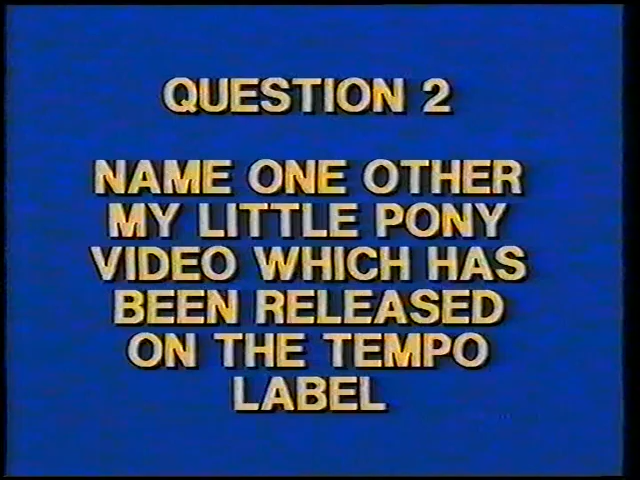 QUESTION 2
NAME ONE OTHER
MY LITTLE PONY
VIDEO WHICH HAS
BEEN RELEASED
ON THE TEMPO
LABEL